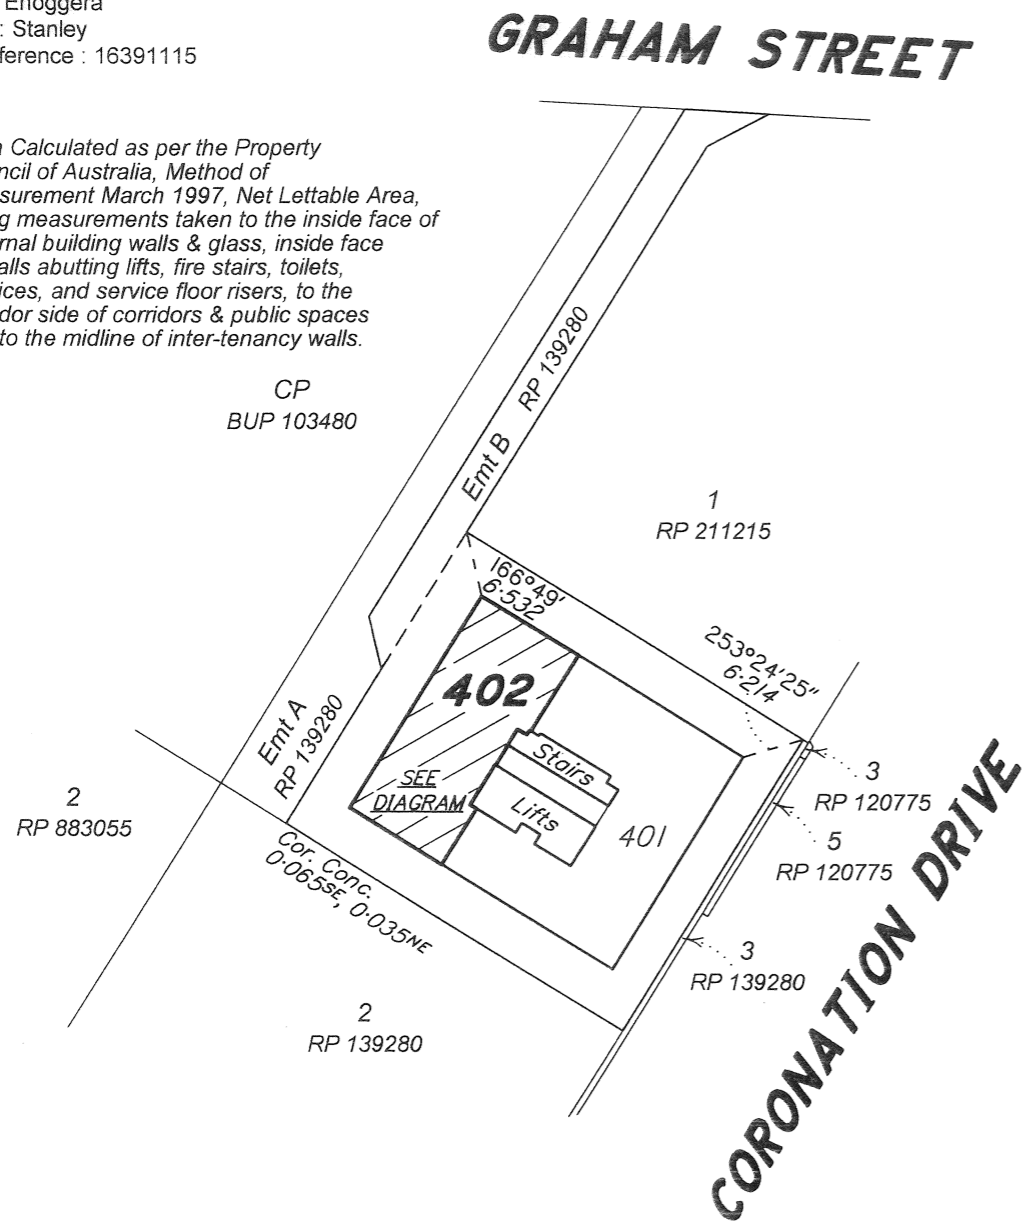 Enoggera
: Stanley
ference : 16391115
GRAHAM STREET
Calculated as per the Property
ncil of Australia, Method of
surement March 1997, Net Lettable Area,
g measurements taken to the inside face of
rnal building walls & glass, inside face
alls abutting lifts, fire stairs, toilets,
ices, and service floor risers, to the
dor side of corridors & public spaces
to the midline of inter-tenancy walls.
CP
BUP 103480
Emt B RP 139280
1
RP 211215
166°49'
6·532
253°24'25"
6·214
402
Emt A
RP 139280
SEE
DIAGRAM
Stairs
Lifts
401
3
RP 120775
5
RP 120775
2
RP 883055
Cor. Conc.
0·065SE, 0·035NE
3
RP 139280
2
RP 139280
CORONATION DRIVE